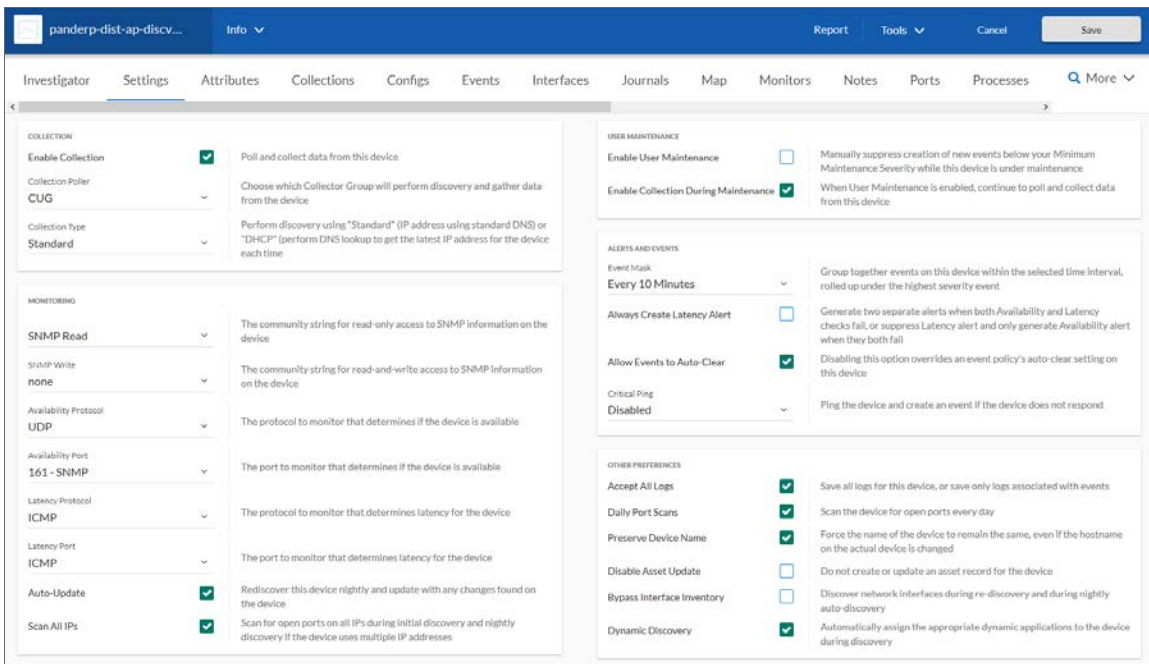 panderp-dist-ap-discv...
Info
Report
Tools
Cancel
Save
Investigator
Settings
Attributes
Collections
Configs
Events
Interfaces
Journals
Map
Monitors
Notes
Ports
Processes
More
COLLECTION
Enable Collection
Poll and collect data from this device
Collection Poller
CUG
Choose which Collector Group will perform discovery and gather data
from the device
Collection Type
Standard
Perform discovery using "Standard" (IP address using standard DNS) or
"DHCP" (perform DNS lookup to get the latest IP address for the device
each time
MONITORING
SNMP Read
The community string for read-only access to SNMP information on the
device
SNMP Write
none
The community string for read-and-write access to SNMP information
on the device
Availability Protocol
UDP
The protocol to monitor that determines if the device is available
Availability Port
161 - SNMP
The port to monitor that determines if the device is available
Latency Protocol
ICMP
The protocol to monitor that determines latency for the device
Latency Port
ICMP
The port to monitor that determines latency for the device
Auto-Update
Rediscover this device nightly and update with any changes found on
the device
Scan All IPs
Scan for open ports on all IPs during initial discovery and nightly
discovery if the device uses multiple IP addresses
USER MAINTENANCE
Enable User Maintenance
Manually suppress creation of new events below your Minimum
Maintenance Severity while this device is under maintenance
Enable Collection During Maintenance
When User Maintenance is enabled, continue to poll and collect data
from this device
ALERTS AND EVENTS
Event Mask
Every 10 Minutes
Group together events on this device within the selected time interval,
rolled up under the highest severity event
Always Create Latency Alert
Generate two separate alerts when both Availability and Latency
checks fail, or suppress Latency alert and only generate Availability alert
when they both fail
Allow Events to Auto-Clear
Disabling this option overrides an event policy's auto-clear setting on
this device
Critical Ping
Disabled
Ping the device and create an event if the device does not respond
OTHER PREFERENCES
Accept All Logs
Save all logs for this device, or save only logs associated with events
Daily Port Scans
Scan the device for open ports every day
Preserve Device Name
Force the name of the device to remain the same, even if the hostname
on the actual device is changed
Disable Asset Update
Do not create or update an asset record for the device
Bypass Interface Inventory
Discover network interfaces during re-discovery and during nightly
auto-discovery
Dynamic Discovery
Automatically assign the appropriate dynamic applications to the device
during discovery